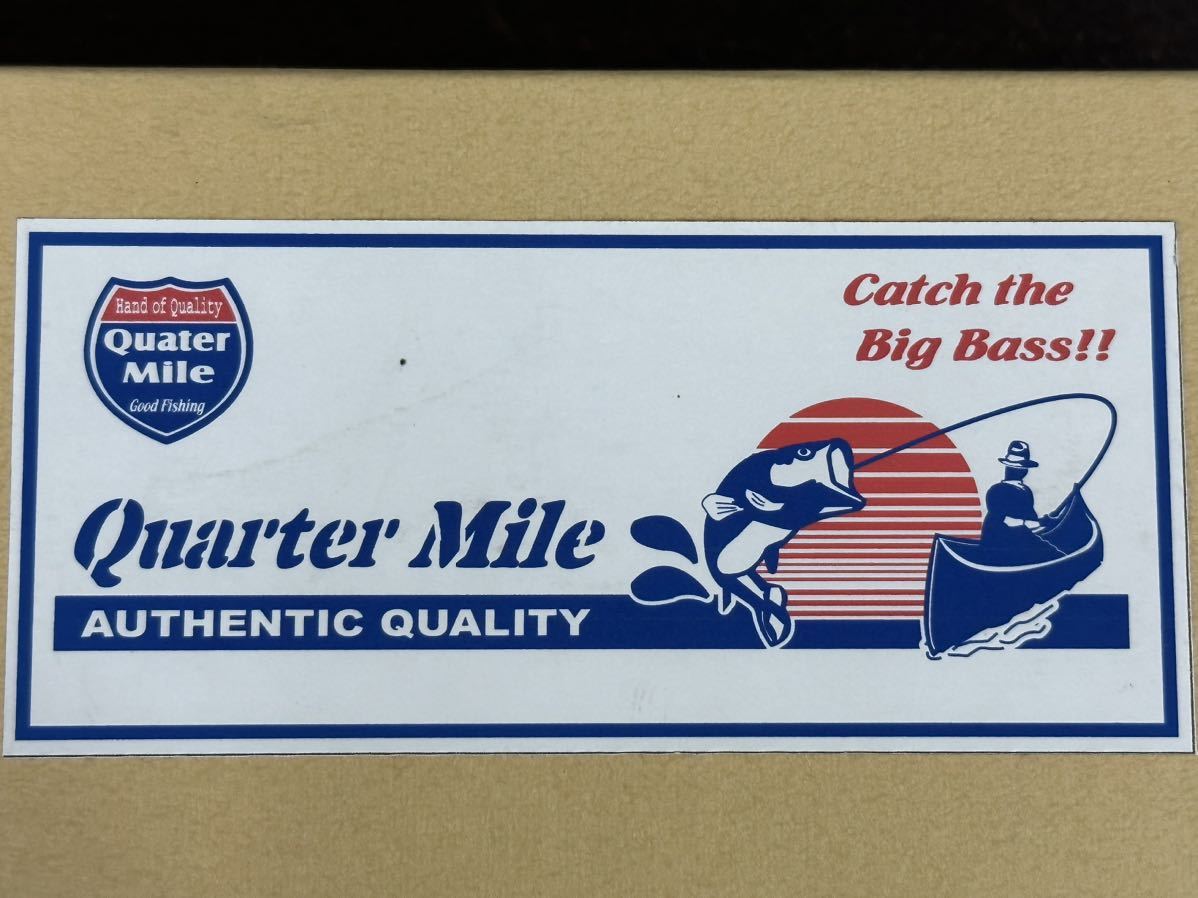 Hand of Quality
Quater
Mile
Good Fishing
Catch the
Big Bass!!
Quarter Mile
AUTHENTIC QUALITY